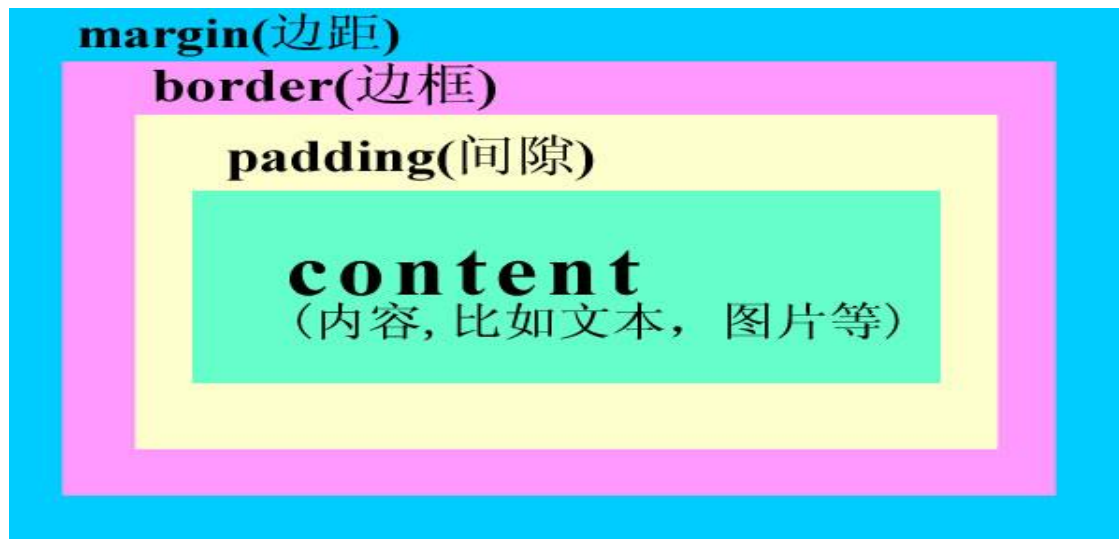 margin(边距)
border(边框)
padding(间隙)
content
(内容,比如文本，图片等)